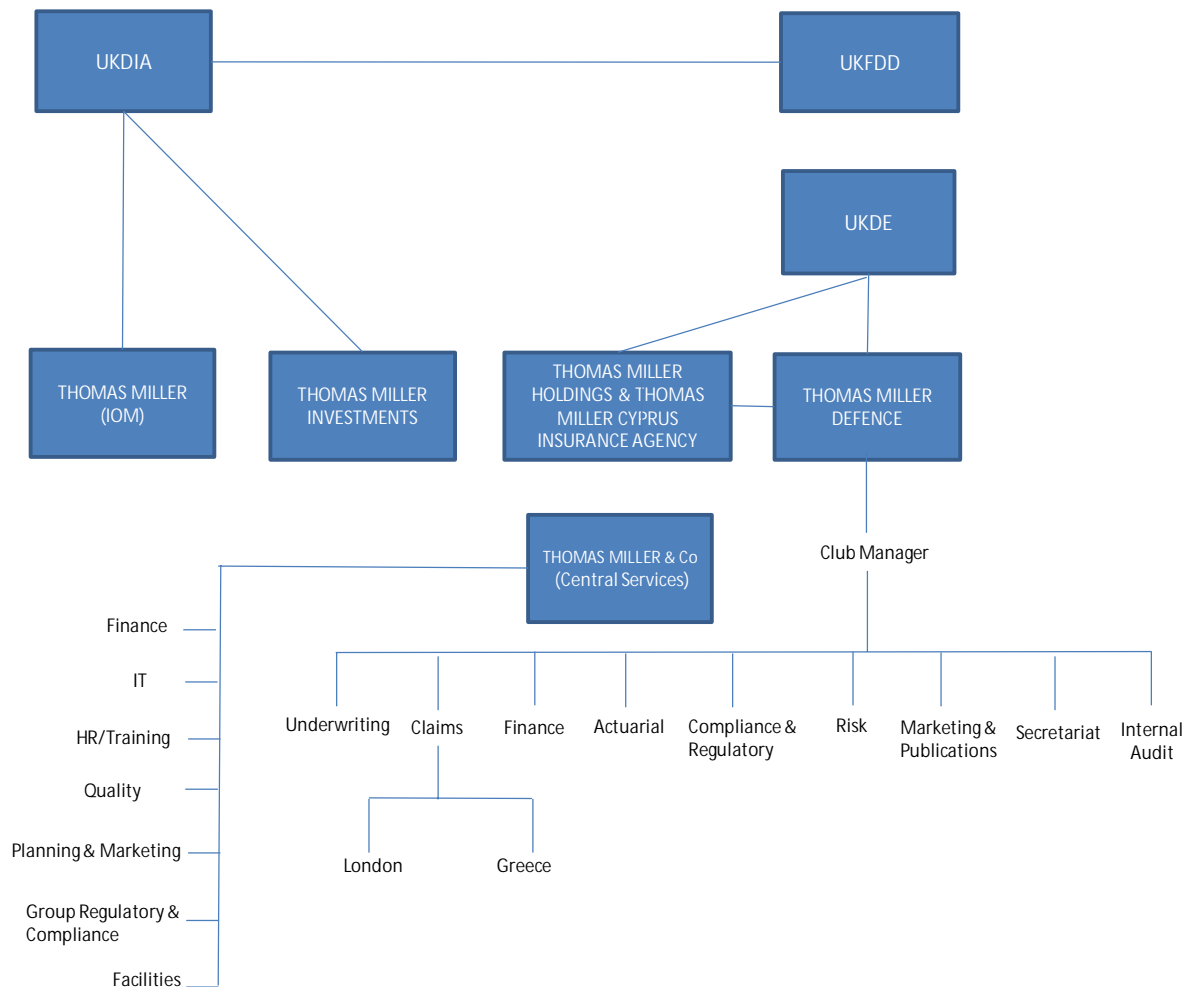 UKDIA
UKFDD
UKDE
THOMAS MILLER
(IOM)
THOMAS MILLER
INVESTMENTS
THOMAS MILLER
HOLDINGS & THOMAS
MILLER CYPRUS
INSURANCE AGENCY
THOMAS MILLER
DEFENCE
THOMAS MILLER & Co
(Central Services)
Club Manager
Finance
IT
HR/Training
Quality
Planning & Marketing
Group Regulatory &
Compliance
Facilities
Underwriting
Claims
Finance
Actuarial
Compliance &
Regulatory
Risk
Marketing &
Publications
Secretariat
Internal
Audit
London
Greece